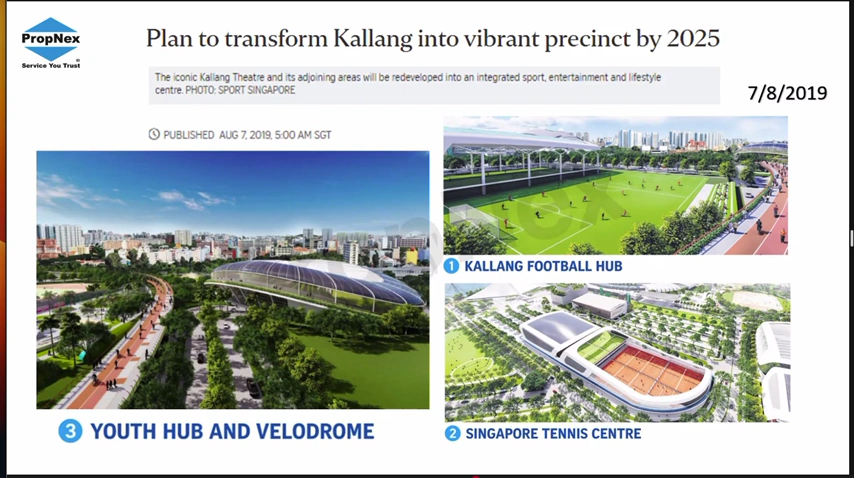 PropNex
Service You Trust
Plan to transform Kallang into vibrant precinct by 2025
The iconic Kallang Theatre and its adjoining areas will be redeveloped into an integrated sport, entertainment and lifestyle
centre. PHOTO: SPORT SINGAPORE
7/8/2019
PUBLISHED AUG 7, 2019, 5:00 AM SGT
1 KALLANG FOOTBALL HUB
3 YOUTH HUB AND VELODROME
2 SINGAPORE TENNIS CENTRE